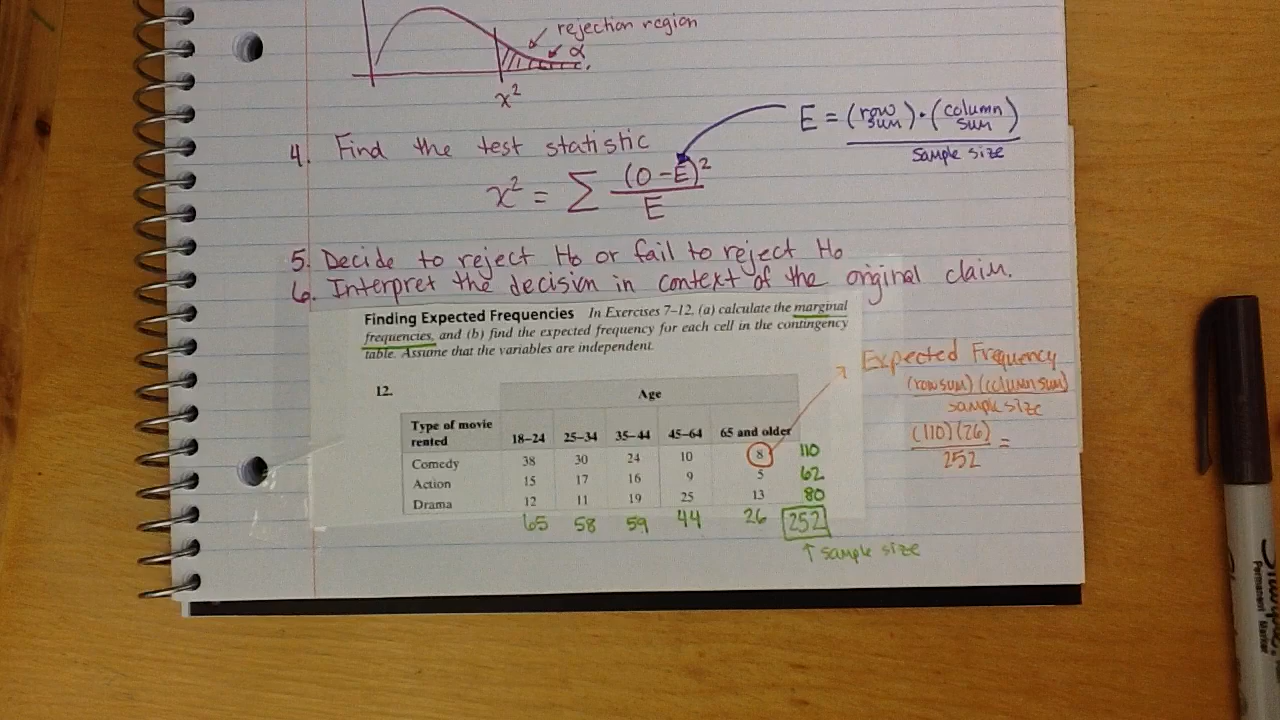 rejection region
α
x²
E = (row sum) · (column sum)
sample size
4. Find the test statistic
x² = Σ (O - E)²
E
5. Decide to reject H₀ or fail to reject H₀
6. Interpret the decision in context of the original claim.
Finding Expected Frequencies In Exercises 7–12, (a) calculate the marginal
frequencies, and (b) find the expected frequency for each cell in the contingency
table. Assume that the variables are independent.
Expected Frequency
(row sum)(column sum)
sample size
(110)(26) =
252
12.
Age
Type of movie
rented 18–24 25–34 35–44 45–64 65 and older
Comedy 38 30 24 10 8 110
Action 15 17 16 9 5 62
Drama 12 11 19 25 13 80
65 58 59 44 26 252
↑ sample size
Permanent Marker